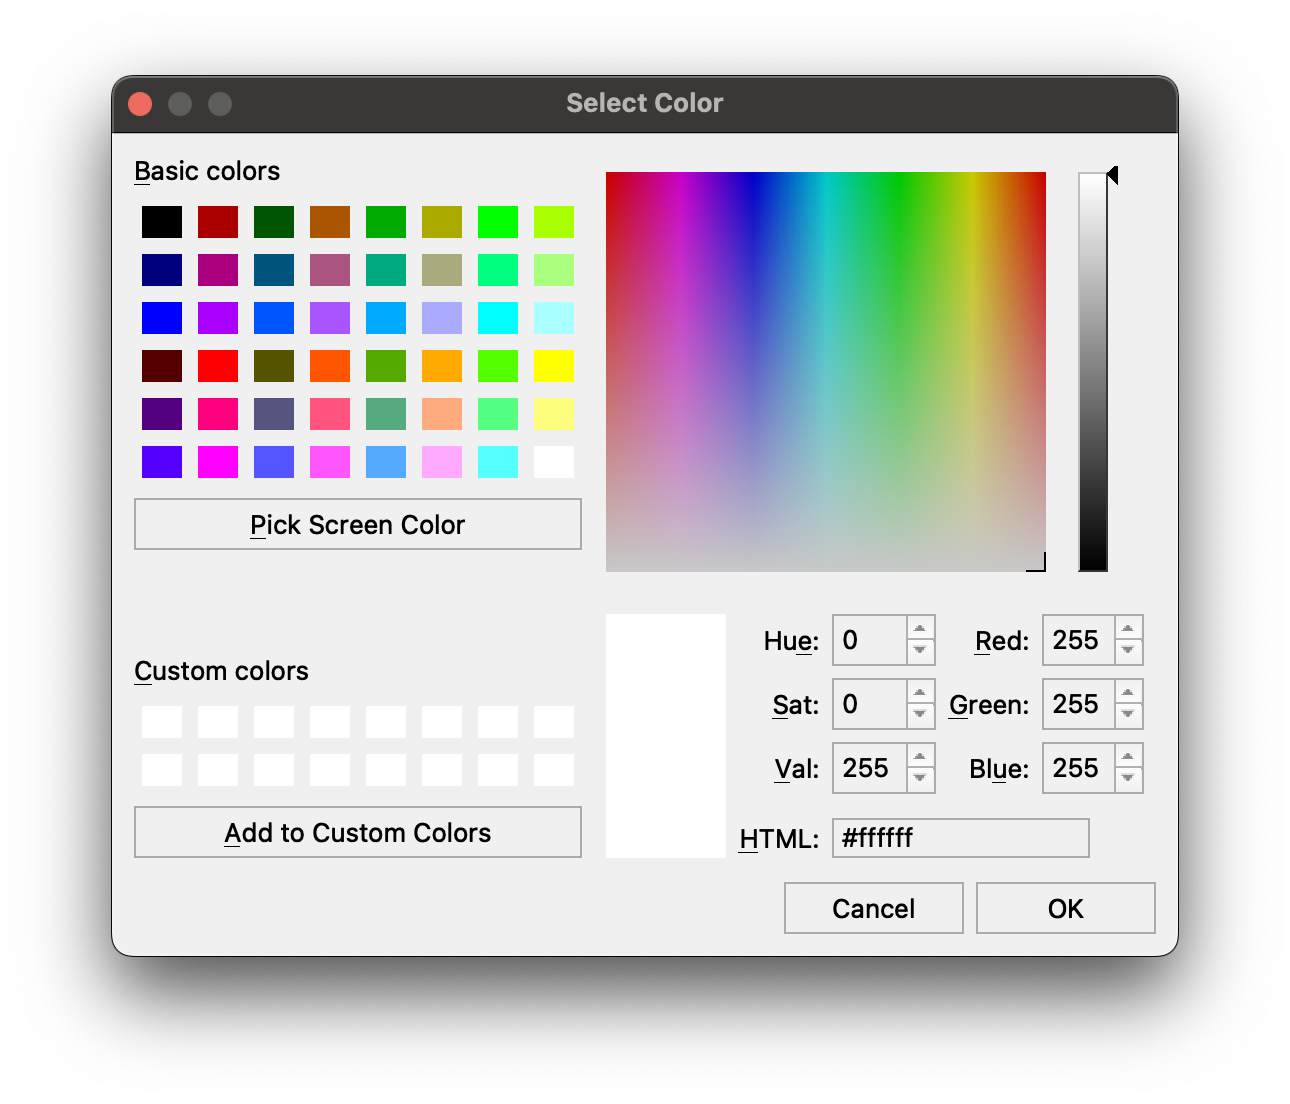 Select Color
Basic colors
Pick Screen Color
Custom colors
Add to Custom Colors
Hue: 0 Red: 255
Sat: 0 Green: 255
Val: 255 Blue: 255
HTML: #ffffff
Cancel OK